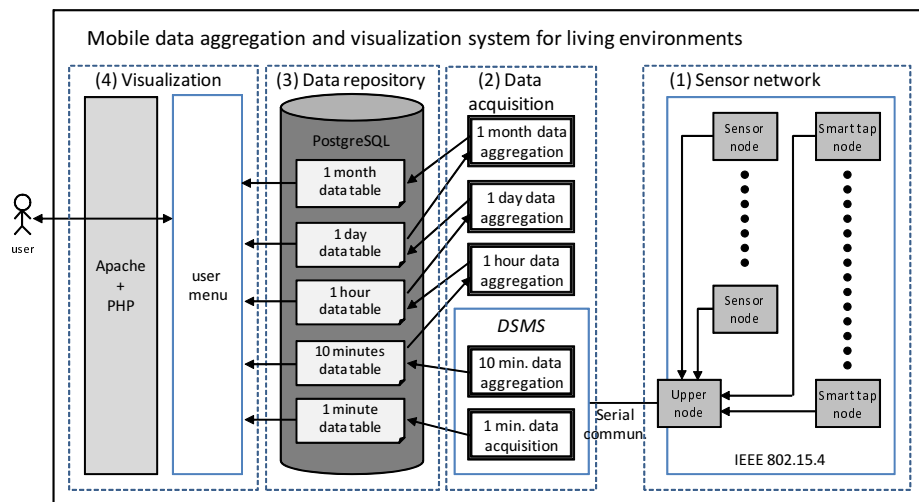 Mobile data aggregation and visualization system for living environments
(4) Visualization
(3) Data repository
(2) Data
acquisition
(1) Sensor network
PostgreSQL
1 month
data table
1 day
data table
1 hour
data table
10 minutes
data table
1 minute
data table
1 month data
aggregation
1 day data
aggregation
1 hour data
aggregation
DSMS
10 min. data
aggregation
1 min. data
acquisition
user
Apache
+
PHP
user
menu
Sensor
node
Smart tap
node
Sensor
node
Upper
node
Smart tap
node
Serial
commun.
IEEE 802.15.4